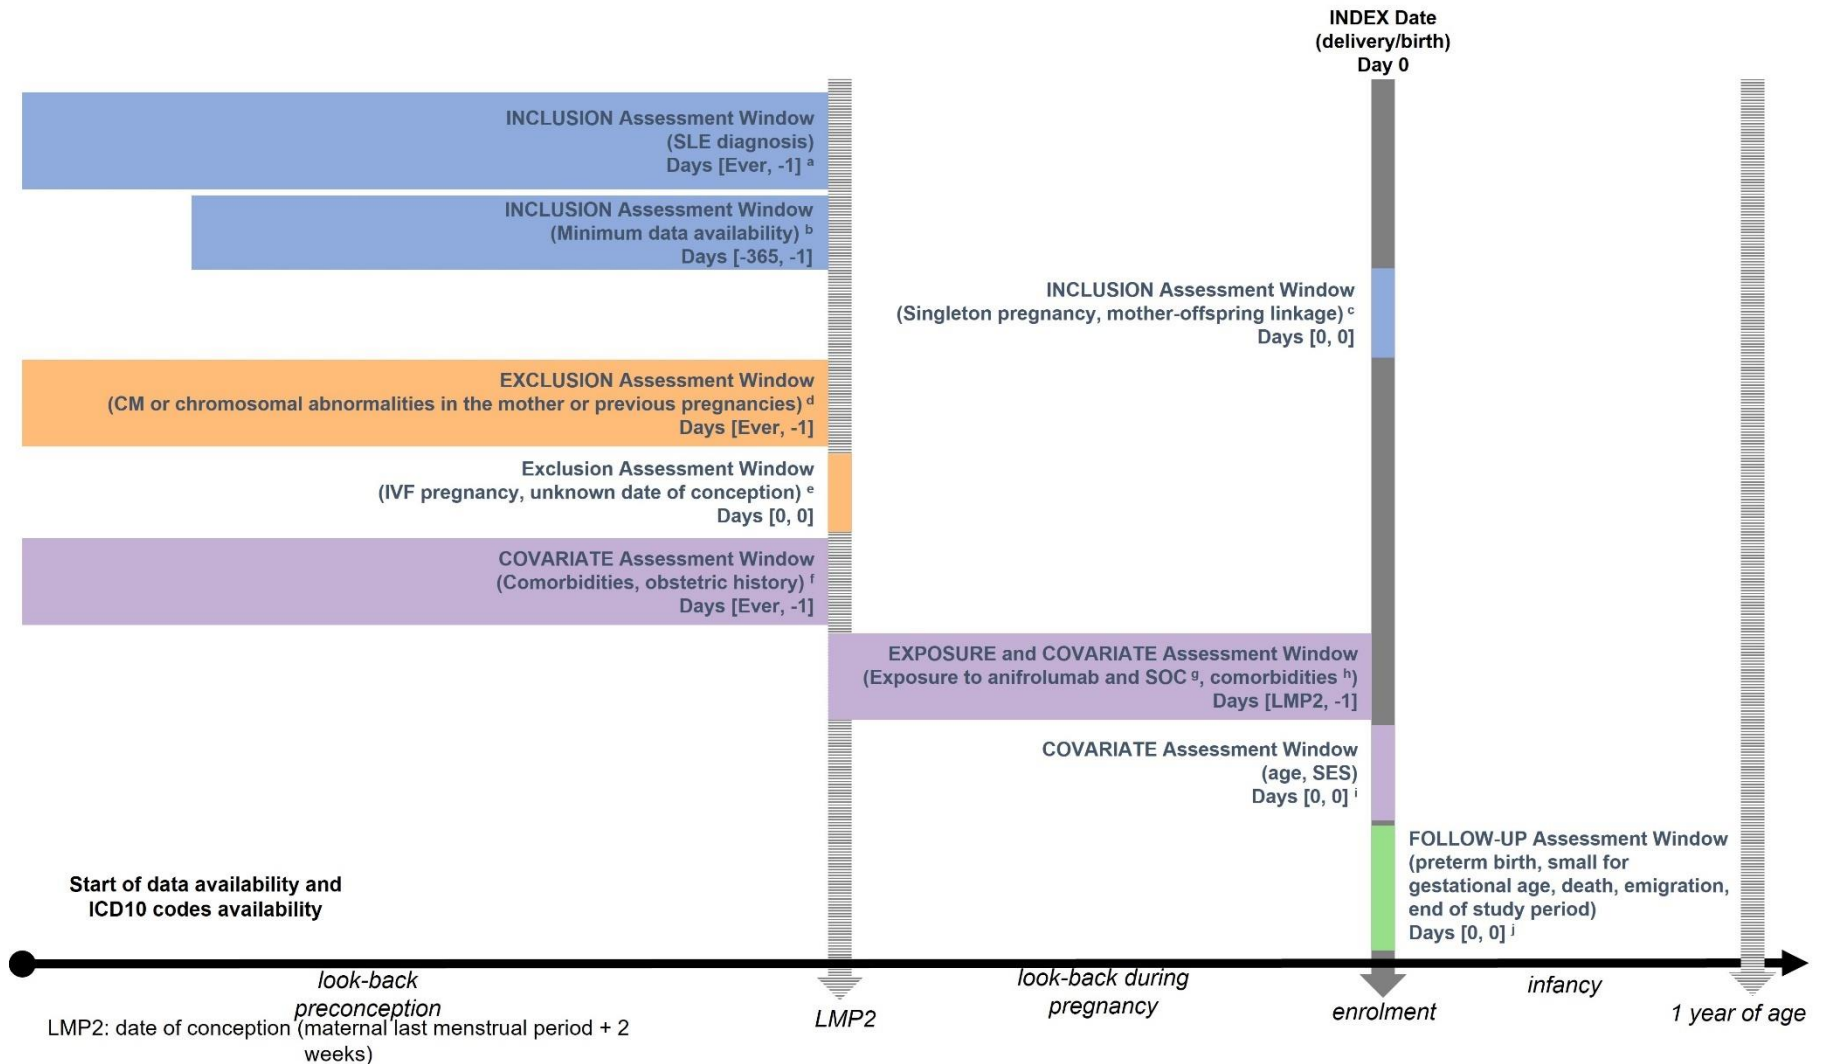 INDEX Date
(delivery/birth)
Day 0
INCLUSION Assessment Window
(SLE diagnosis)
Days [Ever, -1] a
INCLUSION Assessment Window
(Minimum data availability) b
Days [-365, -1]
INCLUSION Assessment Window
(Singleton pregnancy, mother-offspring linkage) c
Days [0, 0]
EXCLUSION Assessment Window
(CM or chromosomal abnormalities in the mother or previous pregnancies) d
Days [Ever, -1]
Exclusion Assessment Window
(IVF pregnancy, unknown date of conception) e
Days [0, 0]
COVARIATE Assessment Window
(Comorbidities, obstetric history) f
Days [Ever, -1]
EXPOSURE and COVARIATE Assessment Window
(Exposure to anifrolumab and SOC g, comorbidities h)
Days [LMP2, -1]
COVARIATE Assessment Window
(age, SES)
Days [0, 0] i
FOLLOW-UP Assessment Window
(preterm birth, small for
gestational age, death, emigration,
end of study period)
Days [0, 0] j
Start of data availability and
ICD10 codes availability
look-back
preconception
LMP2
look-back during
pregnancy
enrolment
infancy
1 year of age
LMP2: date of conception (maternal last menstrual period + 2
weeks)